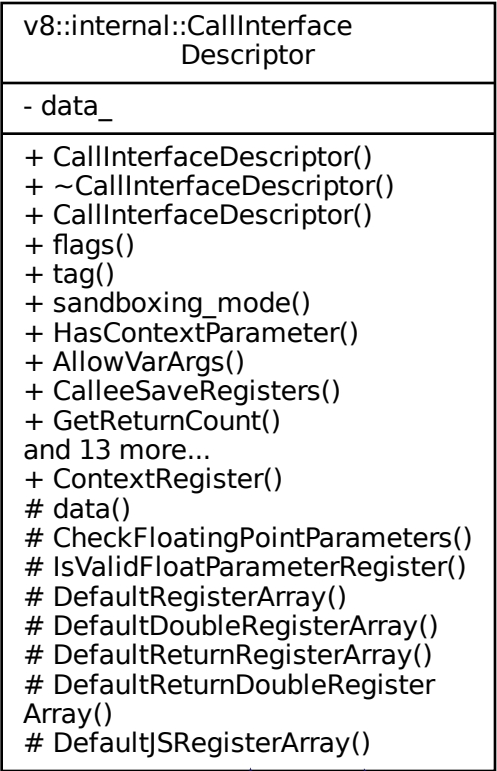 v8::internal::CallInterface
Descriptor
- data_
+ CallInterfaceDescriptor()
+ ~CallInterfaceDescriptor()
+ CallInterfaceDescriptor()
+ flags()
+ tag()
+ sandboxing_mode()
+ HasContextParameter()
+ AllowVarArgs()
+ CalleeSaveRegisters()
+ GetReturnCount()
and 13 more...
+ ContextRegister()
# data()
# CheckFloatingPointParameters()
# IsValidFloatParameterRegister()
# DefaultRegisterArray()
# DefaultDoubleRegisterArray()
# DefaultReturnRegisterArray()
# DefaultReturnDoubleRegister
Array()
# DefaultJSRegisterArray()